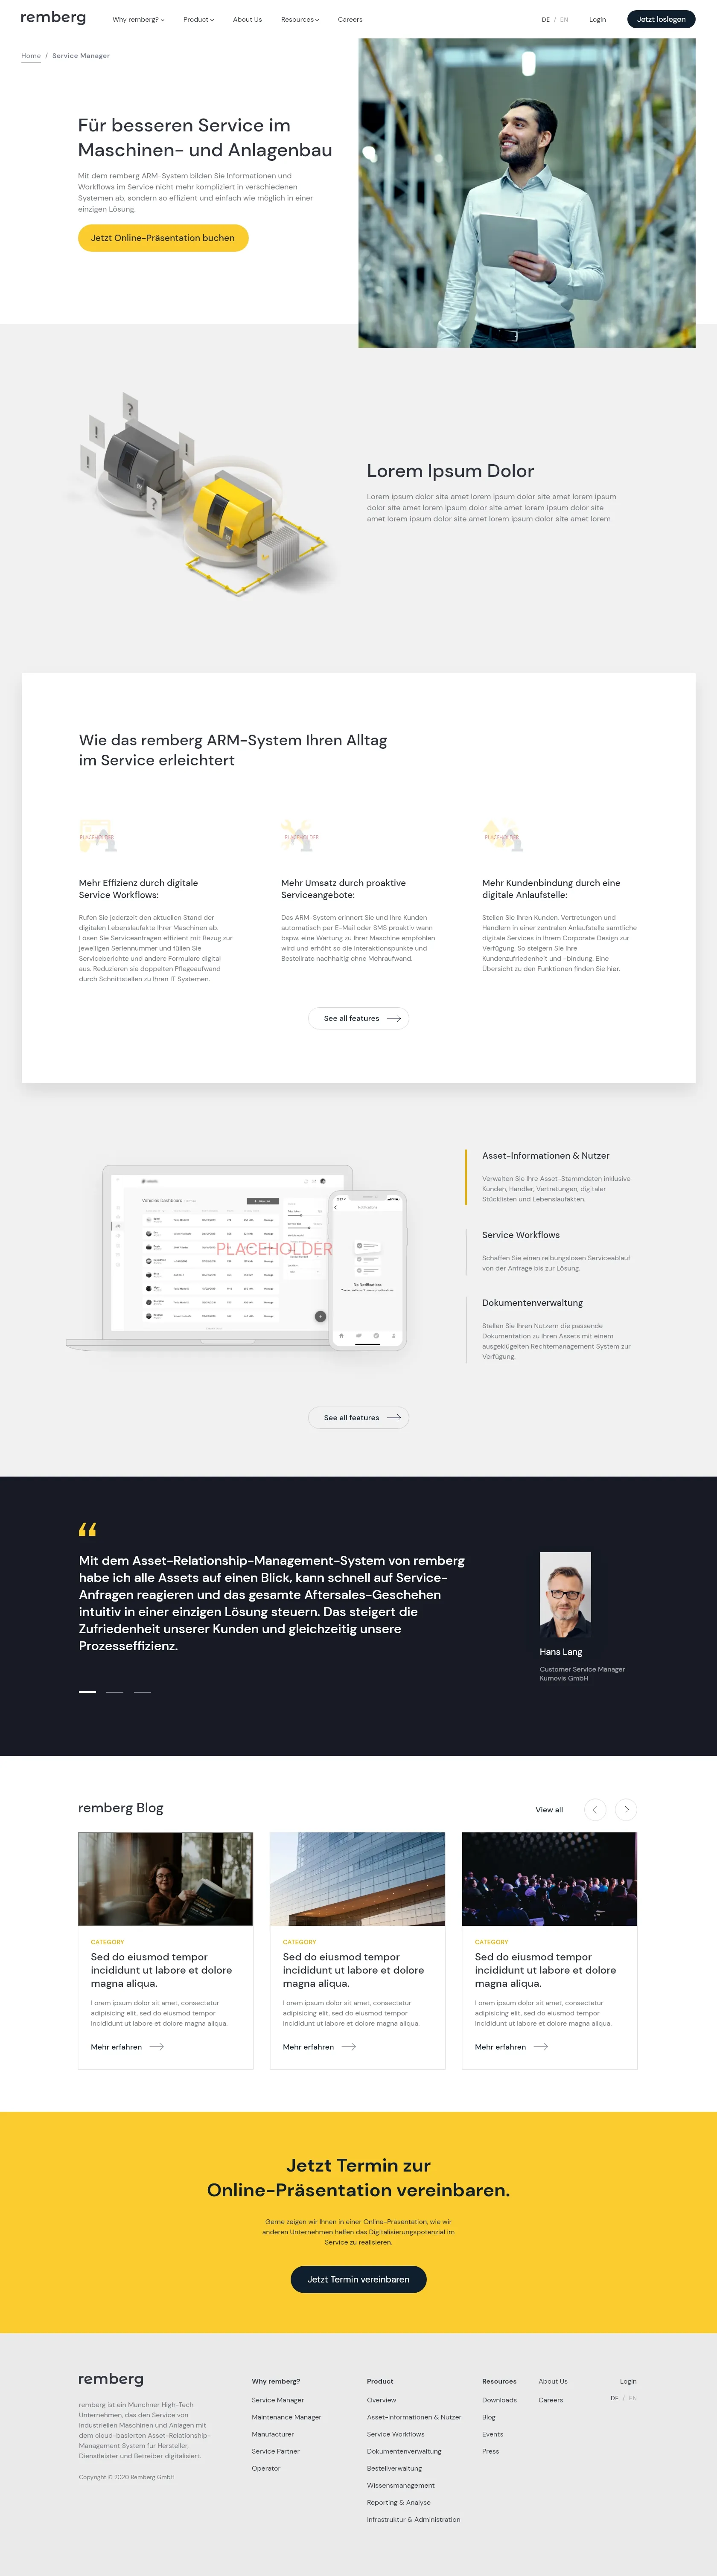 remberg
Why remberg?
Product
About Us
Resources
Careers
DE / EN
Login
Jetzt loslegen
Home / Service Manager
Für besseren Service im
Maschinen- und Anlagenbau
Mit dem remberg ARM-System bilden Sie Informationen und
Workflows im Service nicht mehr kompliziert in verschiedenen
Systemen ab, sondern so effizient und einfach wie möglich in einer
einzigen Lösung.
Jetzt Online-Präsentation buchen
Lorem Ipsum Dolor
Lorem ipsum dolor site amet lorem ipsum dolor site amet lorem ipsum
dolor site amet lorem ipsum dolor site amet lorem ipsum dolor site
amet lorem ipsum dolor site amet lorem ipsum dolor site amet lorem
Wie das remberg ARM-System Ihren Alltag
im Service erleichtert
PLACEHOLDER
Mehr Effizienz durch digitale
Service Workflows:
Rufen Sie jederzeit den aktuellen Stand der
digitalen Lebenslaufakte Ihrer Maschinen ab.
Lösen Sie Serviceanfragen effizient mit Bezug zur
jeweiligen Seriennummer und füllen Sie
Serviceberichte und andere Formulare digital
aus. Reduzieren sie doppelten Pflegeaufwand
durch Schnittstellen zu Ihren IT Systemen.
PLACEHOLDER
Mehr Umsatz durch proaktive
Serviceangebote:
Das ARM-System erinnert Sie und Ihre Kunden
automatisch per E-Mail oder SMS proaktiv wann
bspw. eine Wartung zu Ihrer Maschine empfohlen
wird und erhöht so die Interaktionspunkte und
Bestellrate nachhaltig ohne Mehraufwand.
PLACEHOLDER
Mehr Kundenbindung durch eine
digitale Anlaufstelle:
Stellen Sie Ihren Kunden, Vertretungen und
Händlern in einer zentralen Anlaufstelle sämtliche
digitale Services in Ihrem Corporate Design zur
Verfügung. So steigern Sie Ihre
Kundenzufriedenheit und -bindung. Eine
Übersicht zu den Funktionen finden Sie hier.
See all features
Vehicles Dashboard
Notifications
PLACEHOLDER
No Notifications
Asset-Informationen & Nutzer
Verwalten Sie Ihre Asset-Stammdaten inklusive
Kunden, Händler, Vertretungen, digitaler
Stücklisten und Lebenslaufakten.
Service Workflows
Schaffen Sie einen reibungslosen Serviceablauf
von der Anfrage bis zur Lösung.
Dokumentenverwaltung
Stellen Sie Ihren Nutzern die passende
Dokumentation zu Ihren Assets mit einem
ausgeklügelten Rechtemanagement System zur
Verfügung.
See all features
“
Mit dem Asset-Relationship-Management-System von remberg
habe ich alle Assets auf einen Blick, kann schnell auf Service-
Anfragen reagieren und das gesamte Aftersales-Geschehen
intuitiv in einer einzigen Lösung steuern. Das steigert die
Zufriedenheit unserer Kunden und gleichzeitig unsere
Prozesseffizienz.
Hans Lang
Customer Service Manager
Kumovis GmbH
remberg Blog
View all
CATEGORY
Sed do eiusmod tempor
incididunt ut labore et dolore
magna aliqua.
Lorem ipsum dolor sit amet, consectetur
adipisicing elit, sed do eiusmod tempor
incididunt ut labore et dolore magna aliqua.
Mehr erfahren
CATEGORY
Sed do eiusmod tempor
incididunt ut labore et dolore
magna aliqua.
Lorem ipsum dolor sit amet, consectetur
adipisicing elit, sed do eiusmod tempor
incididunt ut labore et dolore magna aliqua.
Mehr erfahren
CATEGORY
Sed do eiusmod tempor
incididunt ut labore et dolore
magna aliqua.
Lorem ipsum dolor sit amet, consectetur
adipisicing elit, sed do eiusmod tempor
incididunt ut labore et dolore magna aliqua.
Mehr erfahren
Jetzt Termin zur
Online-Präsentation vereinbaren.
Gerne zeigen wir Ihnen in einer Online-Präsentation, wie wir
anderen Unternehmen helfen das Digitalisierungspotenzial im
Service zu realisieren.
Jetzt Termin vereinbaren
remberg
remberg ist ein Münchner High-Tech
Unternehmen, das den Service von
industriellen Maschinen und Anlagen mit
dem cloud-basierten Asset-Relationship-
Management System für Hersteller,
Dienstleister und Betreiber digitalisiert.
Copyright © 2020 Remberg GmbH
Why remberg?
Service Manager
Maintenance Manager
Manufacturer
Service Partner
Operator
Product
Overview
Asset-Informationen & Nutzer
Service Workflows
Dokumentenverwaltung
Bestellverwaltung
Wissensmanagement
Reporting & Analyse
Infrastruktur & Administration
Resources
Downloads
Blog
Events
Press
About Us
Careers
Login
DE / EN